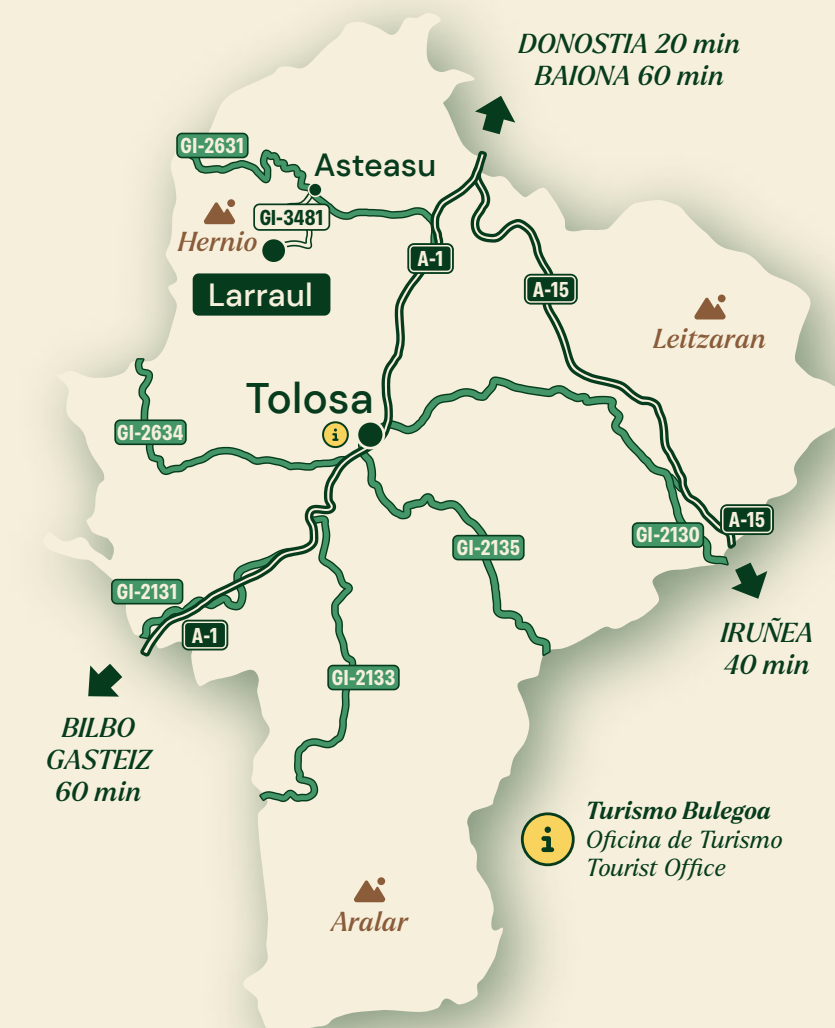 DONOSTIA 20 min
BAIONA 60 min
GI-2631
Asteasu
GI-3481
Hernio
A-1
Larraul
A-15
Leitzaran
Tolosa
i
GI-2634
A-15
GI-2130
GI-2135
GI-2131
A-1
IRUÑEA
40 min
GI-2133
BILBO
GASTEIZ
60 min
i
Turismo Bulegoa
Oficina de Turismo
Tourist Office
Aralar